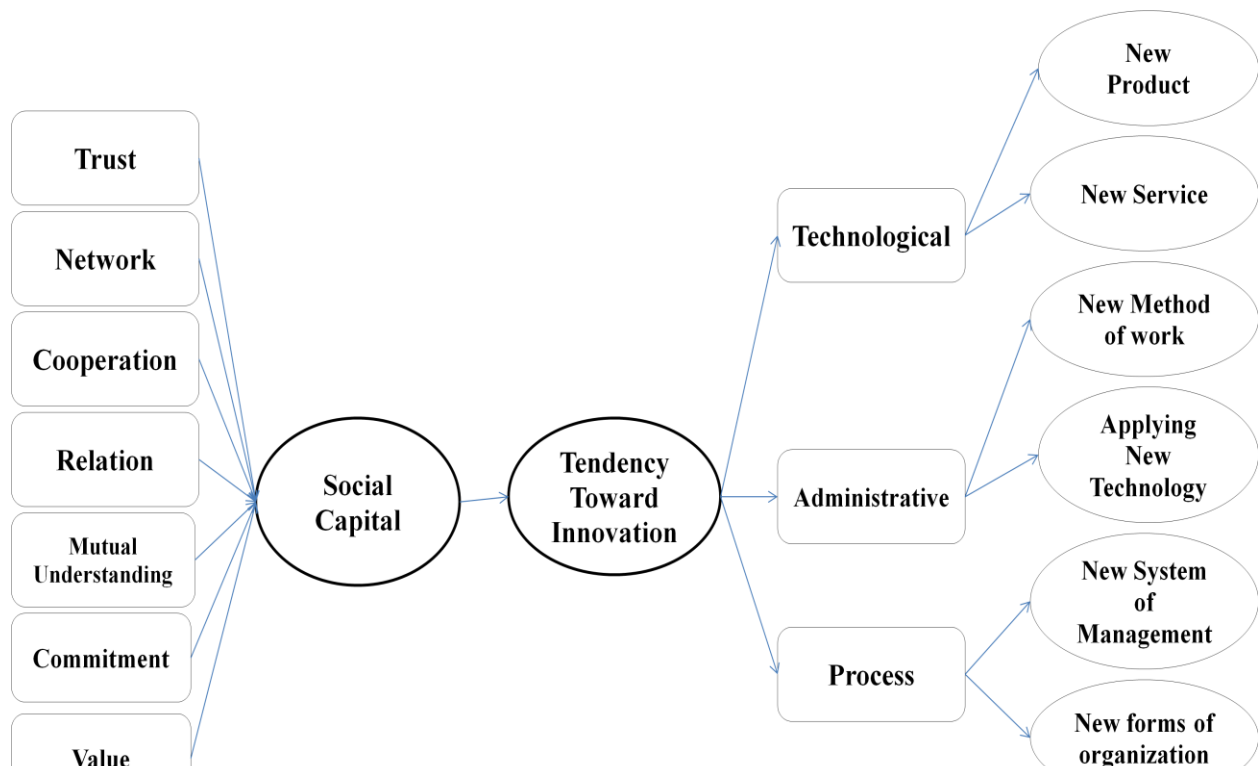 Trust
Network
Cooperation
Relation
Mutual
Understanding
Commitment
Value
Social
Capital
Tendency
Toward
Innovation
Technological
Administrative
Process
New
Product
New Service
New Method
of work
Applying
New
Technology
New System
of
Management
New forms of
organization